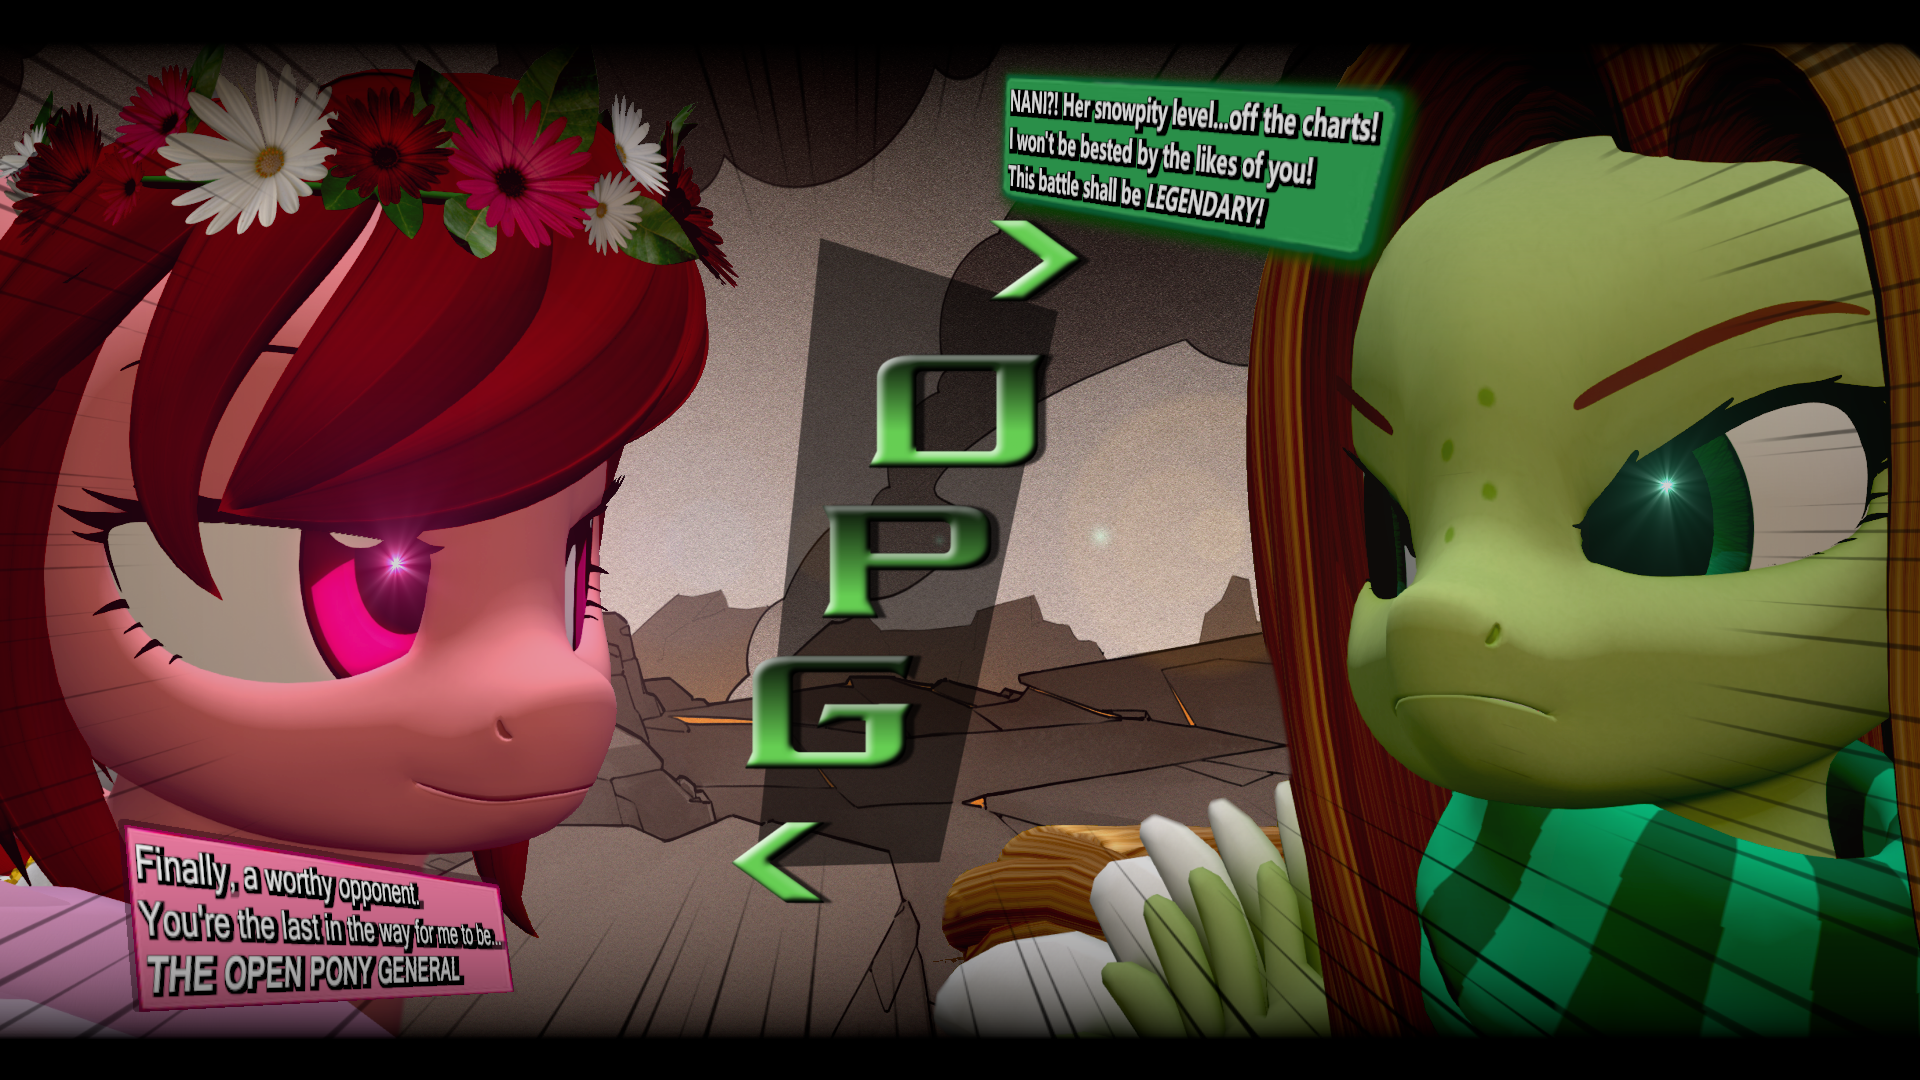 NANI?! Her snowpity level...off the charts!
I won't be bested by the likes of you!
This battle shall be LEGENDARY!
>
O
P
G
<
Finally, a worthy opponent.
You're the last in the way for me to be...
THE OPEN PONY GENERAL